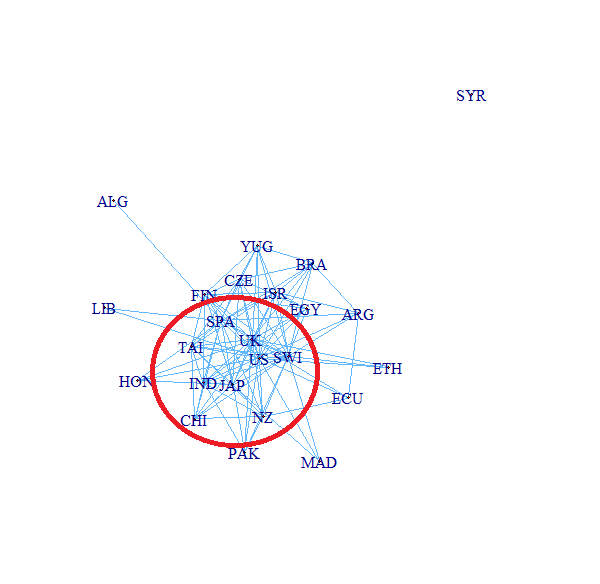 SYR
ALG
YUG
BRA
CZE
FIN
ISR
LIB
EGY
ARG
SPA
UK
TAI
US
SWI
ETH
HON
IND
JAP
ECU
CHI
NZ
PAK
MAD